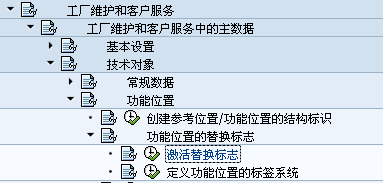 工厂维护和客户服务
工厂维护和客户服务中的主数据
基本设置
技术对象
常规数据
功能位置
创建参考位置/功能位置的结构标识
功能位置的替换标志
激活替换标志
定义功能位置的标签系统